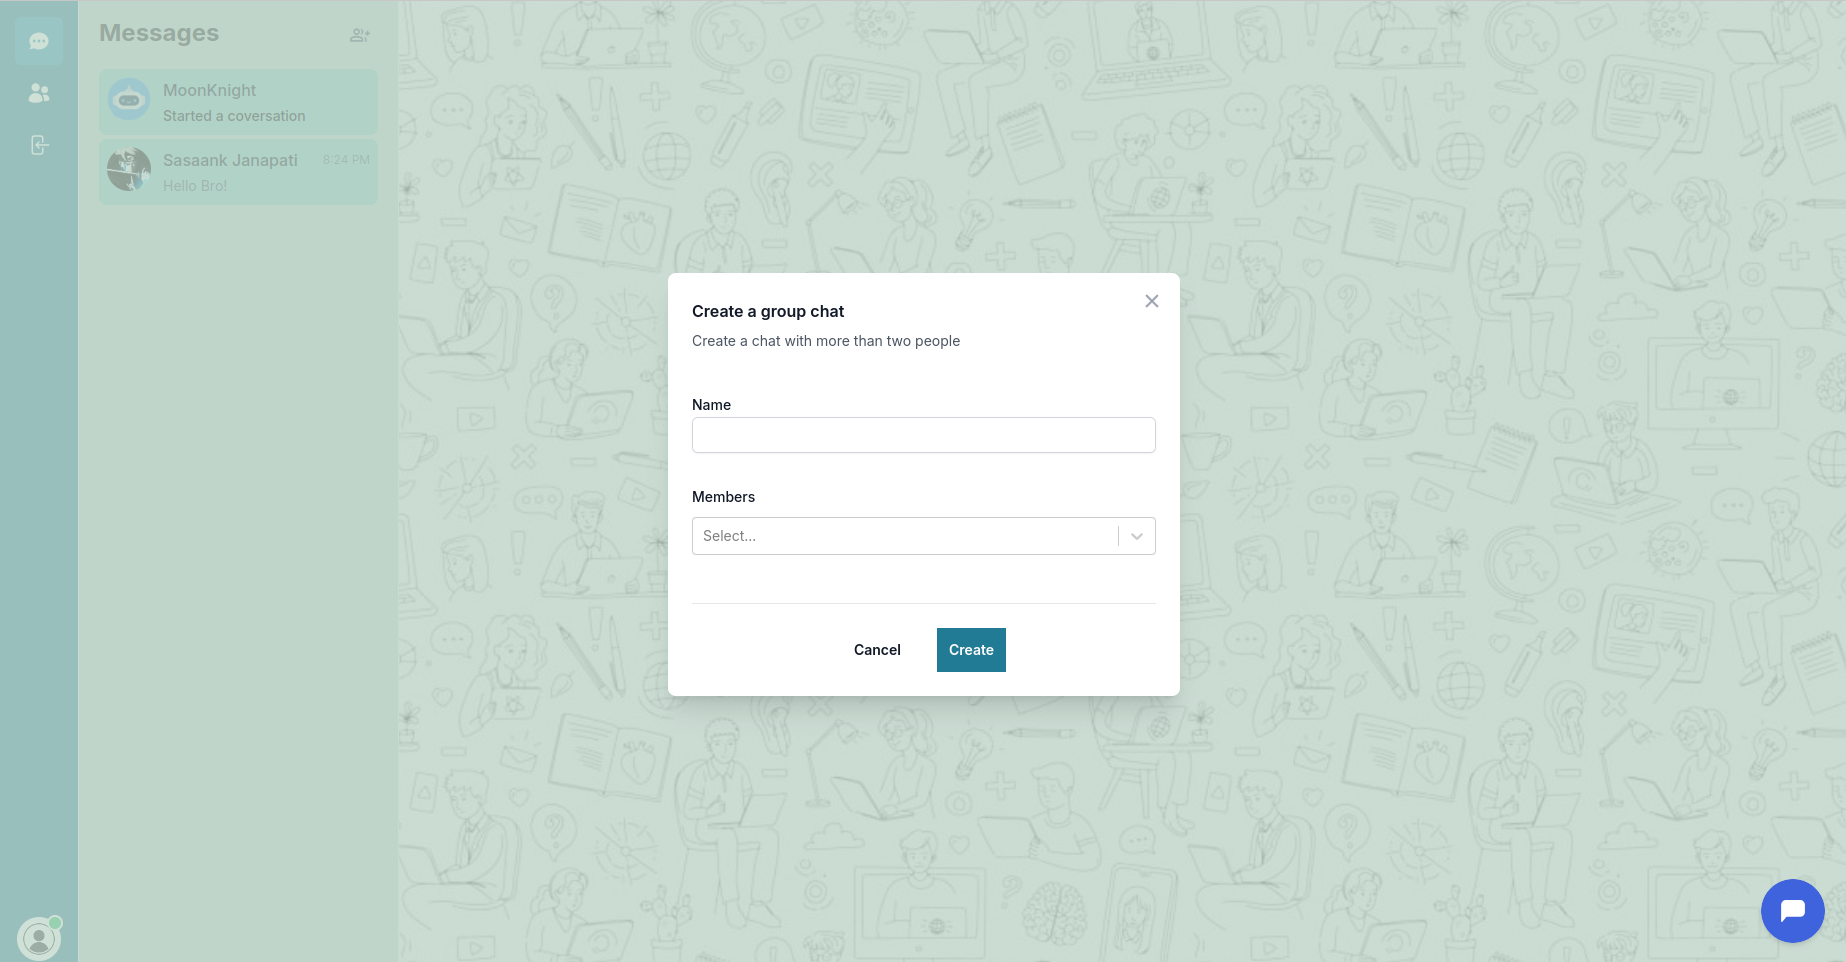 Messages
MoonKnight
Started a coversation
Sasaank Janapati 8:24 PM
Hello Bro!
Create a group chat
Create a chat with more than two people
Name
Members
Select...
Cancel
Create